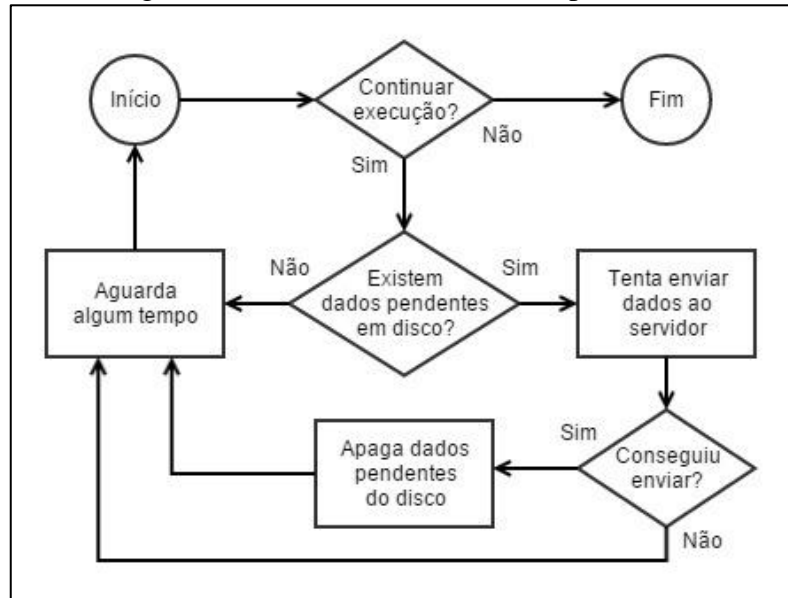 Início
Continuar
execução?
Fim
Não
Sim
Aguarda
algum tempo
Não
Existem
dados pendentes
em disco?
Sim
Tenta enviar
dados ao
servidor
Apaga dados
pendentes
do disco
Sim
Conseguiu
enviar?
Não